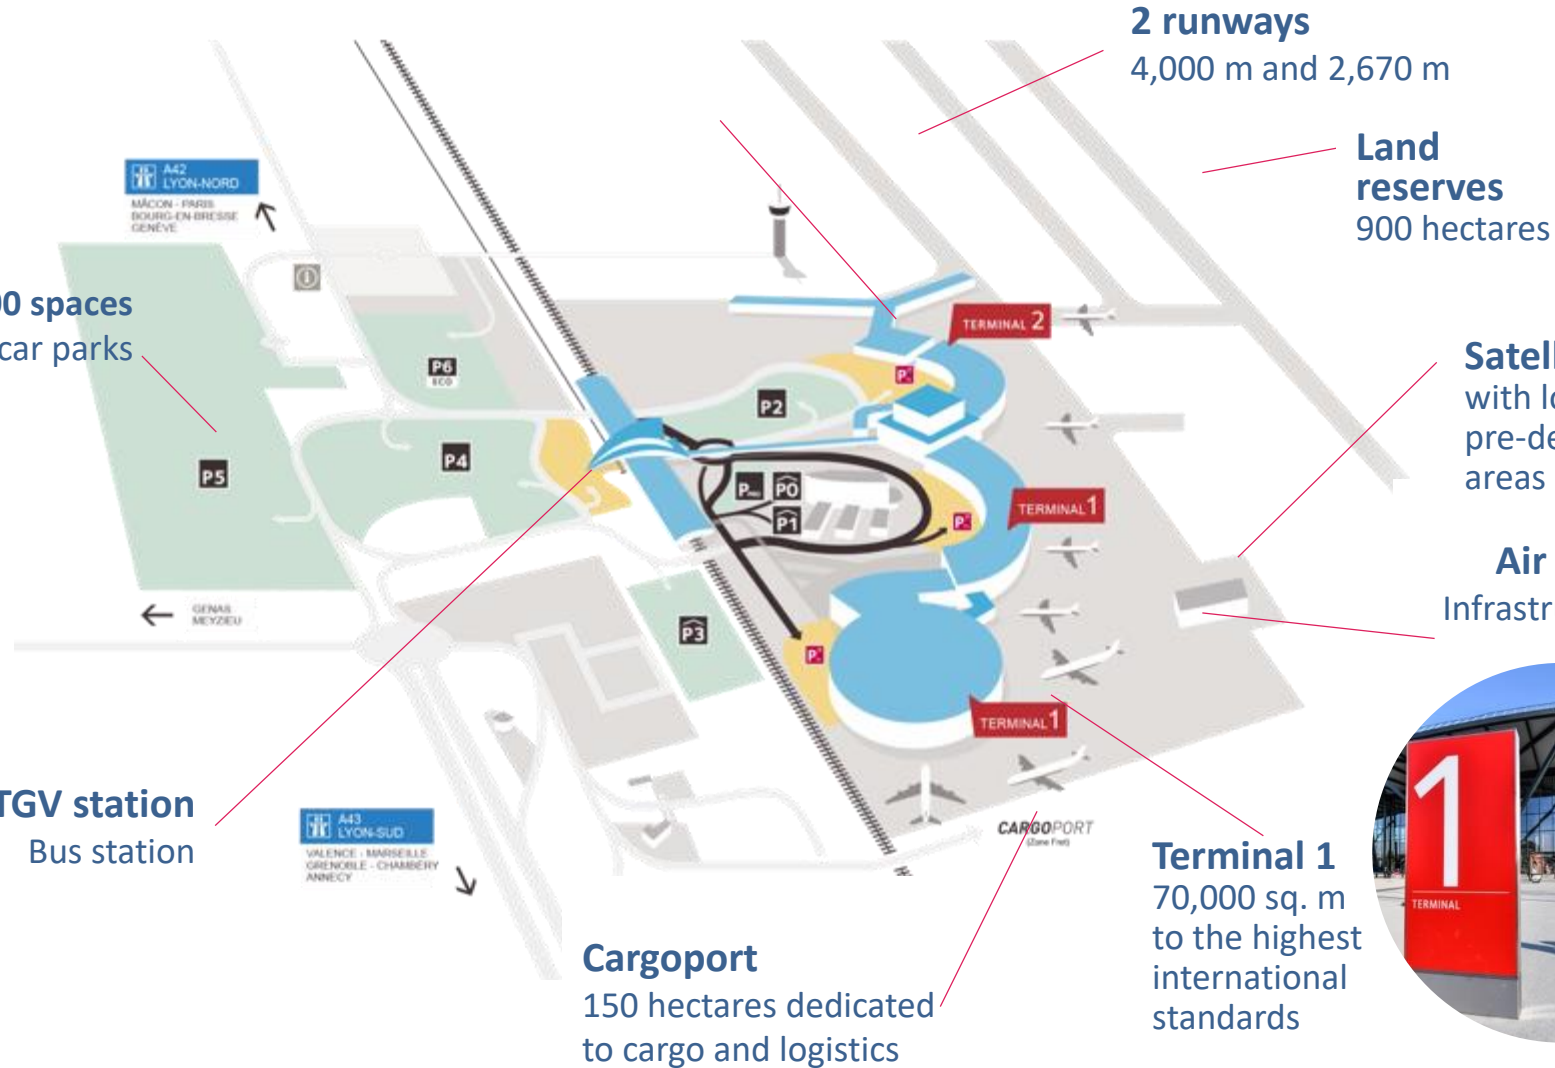 2 runways
4,000 m and 2,670 m
Land
reserves
900 hectares
A42
LYON-NORD
MÂCON - PARIS
BOURG-EN-BRESSE
GENÈVE
00 spaces
car parks
TERMINAL 2
P6
ECO
P2
P5
P4
P
P0
P1
P
P
TERMINAL 1
Satell
with lo
pre-de
areas
Air
Infrastr
GENAS
MEYZIEU
P3
P
TERMINAL 1
TGV station
Bus station
A43
LYON-SUD
VALENCE - MARSEILLE
GRENOBLE - CHAMBÉRY
ANNECY
CARGOPORT
(Zone Fret)
Terminal 1
70,000 sq. m
to the highest
international
standards
1
TERMINAL
Cargoport
150 hectares dedicated
to cargo and logistics